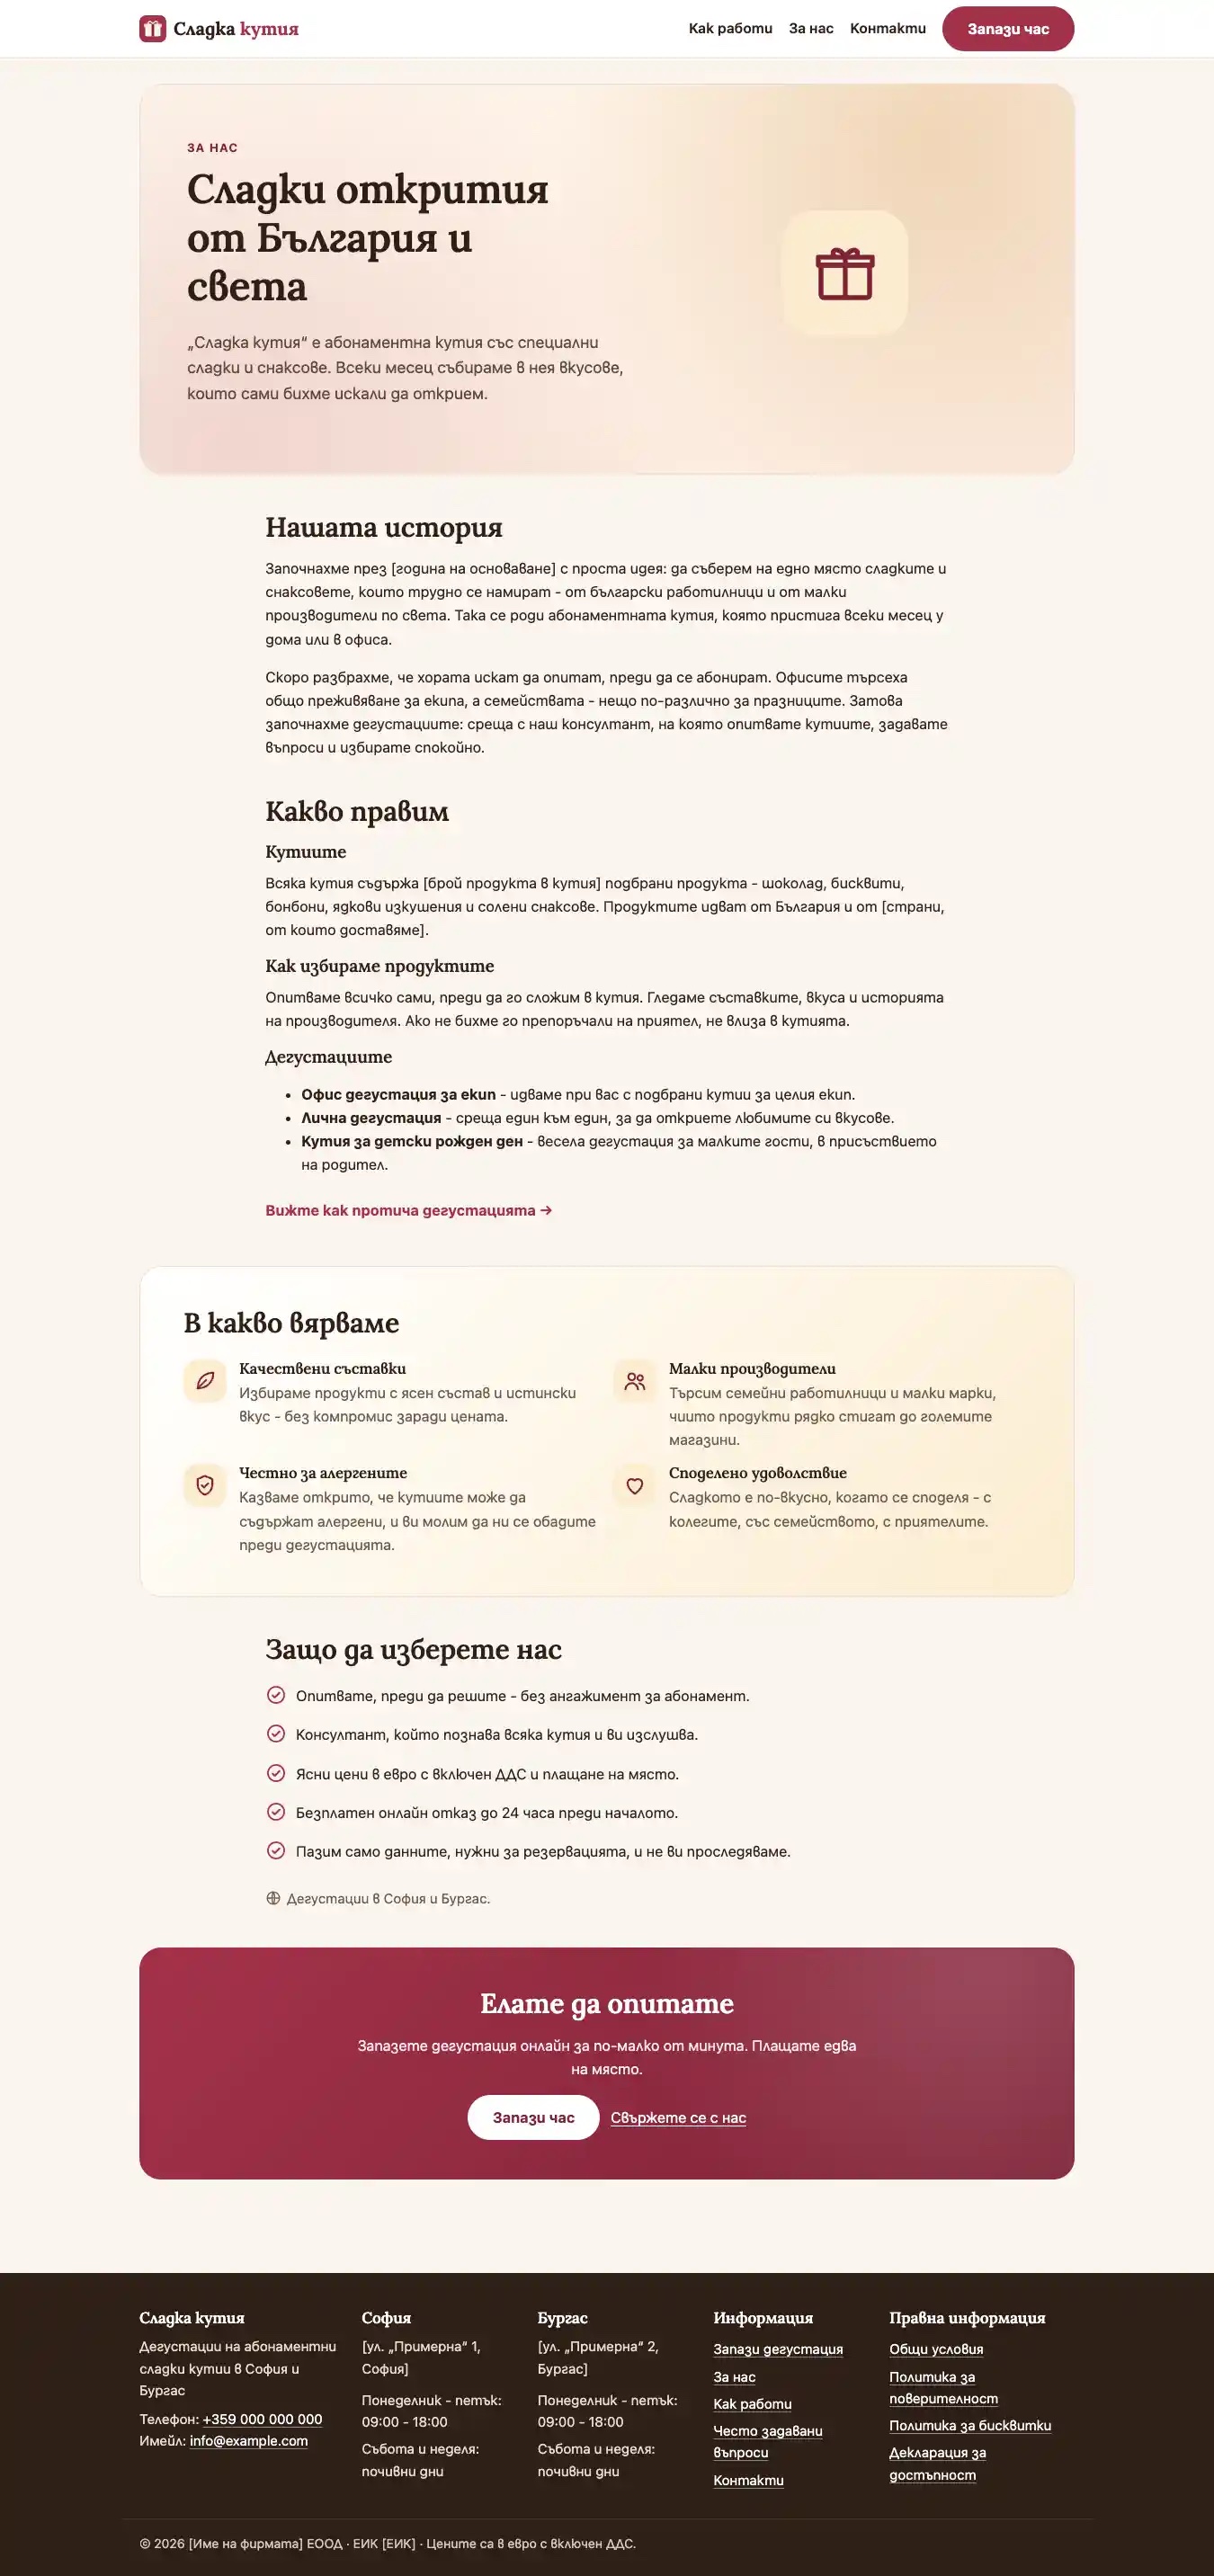 Сладка кутия
Как работи
За нас
Контакти
Запази час
ЗА НАС
Сладки открития
от България и
света
„Сладка кутия“ е абонаментна кутия със специални
сладки и снаксове. Всеки месец събираме в нея вкусове,
които сами бихме искали да открием.
Нашата история
Започнахме през [година на основаване] с проста идея: да съберем на едно място сладките и
снаксовете, които трудно се намират - от български работилници и от малки
производители по света. Така се роди абонаментната кутия, която пристига всеки месец у
дома или в офиса.
Скоро разбрахме, че хората искат да опитат, преди да се абонират. Офисите търсеха
общо преживяване за екипа, а семействата - нещо по-различно за празниците. Затова
започнахме дегустациите: среща с наш консултант, на която опитвате кутиите, задавате
въпроси и избирате спокойно.
Какво правим
Кутиите
Всяка кутия съдържа [брой продукта в кутия] подбрани продукта - шоколад, бисквити,
бонбони, ядкови изкушения и солени снаксове. Продуктите идват от България и от [страни,
от които доставяме].
Как избираме продуктите
Опитваме всичко сами, преди да го сложим в кутия. Гледаме съставките, вкуса и историята
на производителя. Ако не бихме го препоръчали на приятел, не влиза в кутията.
Дегустациите
• Офис дегустация за екип - идваме при вас с подбрани кутии за целия екип.
• Лична дегустация - среща един към един, за да откриете любимите си вкусове.
• Кутия за детски рожден ден - весела дегустация за малките гости, в присъствието
на родител.
Вижте как протича дегустацията →
В какво вярваме
Качествени съставки
Избираме продукти с ясен състав и истински
вкус - без компромис заради цената.
Малки производители
Търсим семейни работилници и малки марки,
чиито продукти рядко стигат до големите
магазини.
Честно за алергените
Казваме открито, че кутиите може да
съдържат алергени, и ви молим да ни се обадите
преди дегустацията.
Споделено удоволствие
Сладкото е по-вкусно, когато се споделя - с
колегите, със семейството, с приятелите.
Защо да изберете нас
Опитвате, преди да решите - без ангажимент за абонамент.
Консултант, който познава всяка кутия и ви изслушва.
Ясни цени в евро с включен ДДС и плащане на място.
Безплатен онлайн отказ до 24 часа преди началото.
Пазим само данните, нужни за резервацията, и не ви проследяваме.
Дегустации в София и Бургас.
Елате да опитате
Запазете дегустация онлайн за по-малко от минута. Плащате едва
на място.
Запази час
Свържете се с нас
Сладка кутия
Дегустации на абонаментни
сладки кутии в София и
Бургас
Телефон: +359 000 000 000
Имейл: info@example.com
София
[ул. „Примерна“ 1,
София]
Понеделник - петък:
09:00 - 18:00
Събота и неделя:
почивни дни
Бургас
[ул. „Примерна“ 2,
Бургас]
Понеделник - петък:
09:00 - 18:00
Събота и неделя:
почивни дни
Информация
Запази дегустация
За нас
Как работи
Често задавани
въпроси
Контакти
Правна информация
Общи условия
Политика за
поверителност
Политика за бисквитки
Декларация за
достъпност
© 2026 [Име на фирмата] ЕООД · ЕИК [ЕИК] · Цените са в евро с включен ДДС.